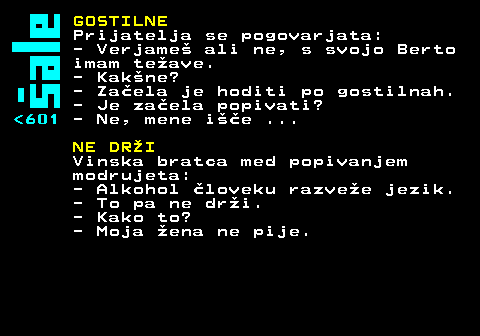 šale
<601
GOSTILNE
Prijatelja se pogovarjata:
- Verjameš ali ne, s svojo Berto
imam težave.
- Kakšne?
- Začela je hoditi po gostilnah.
- Je začela popivati?
- Ne, mene išče ...
NE DRŽI
Vinska bratca med popivanjem
modrujeta:
- Alkohol človeku razveže jezik.
- To pa ne drži.
- Kako to?
- Moja žena ne pije.